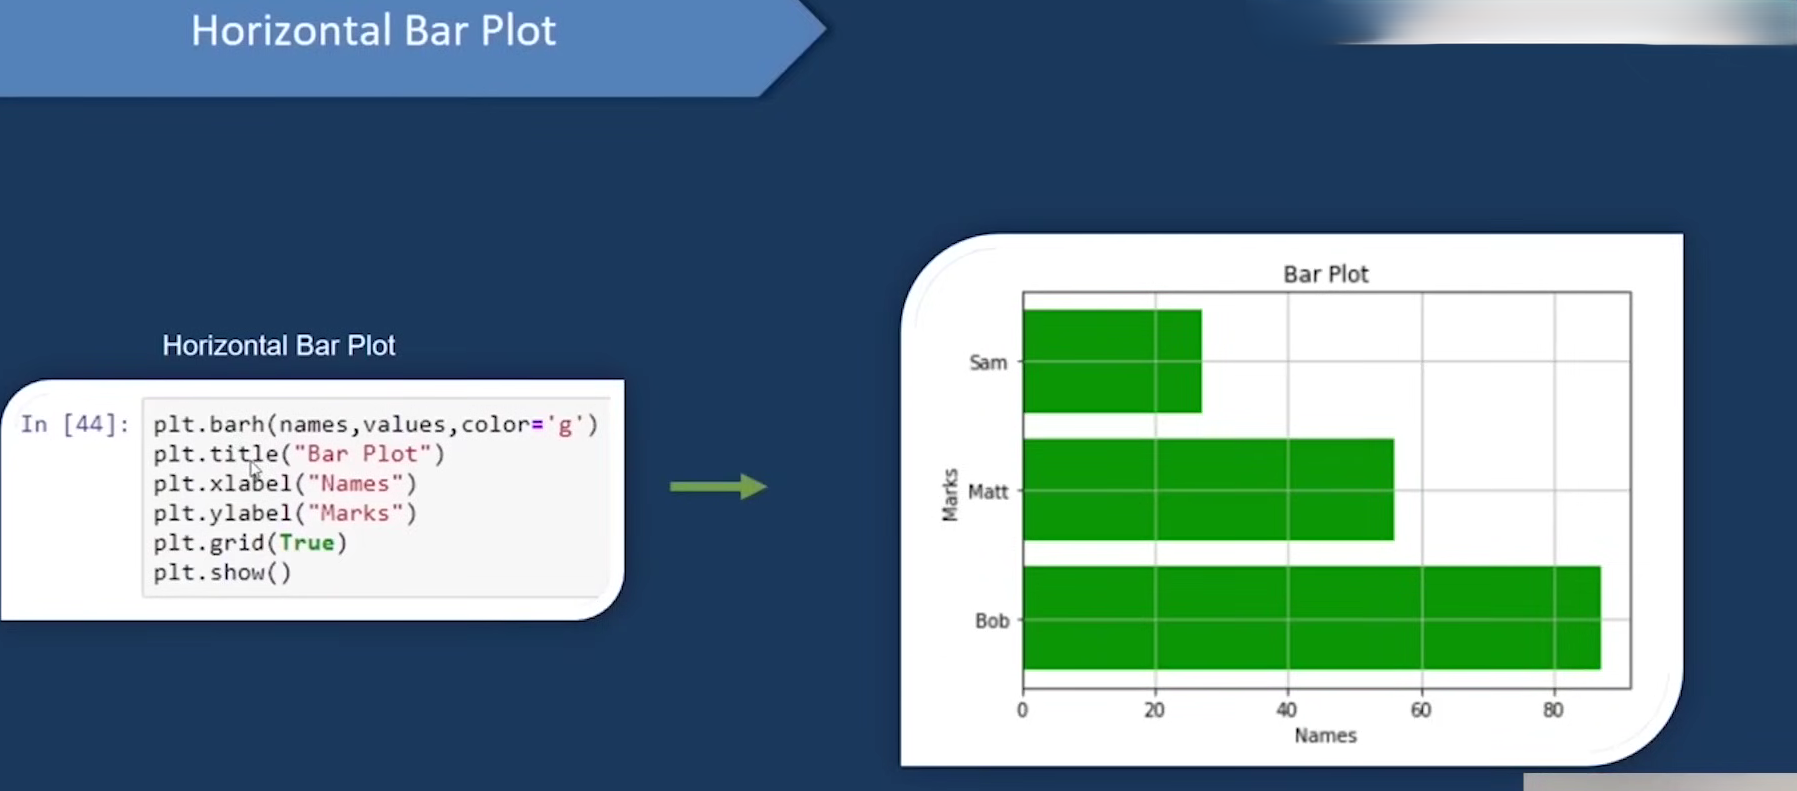 Horizontal Bar Plot
Horizontal Bar Plot
In [44]:
plt.barh(names,values,color='g')
plt.title("Bar Plot")
plt.xlabel("Names")
plt.ylabel("Marks")
plt.grid(True)
plt.show()
Bar Plot
Marks
Sam
Matt
Bob
0 20 40 60 80
Names